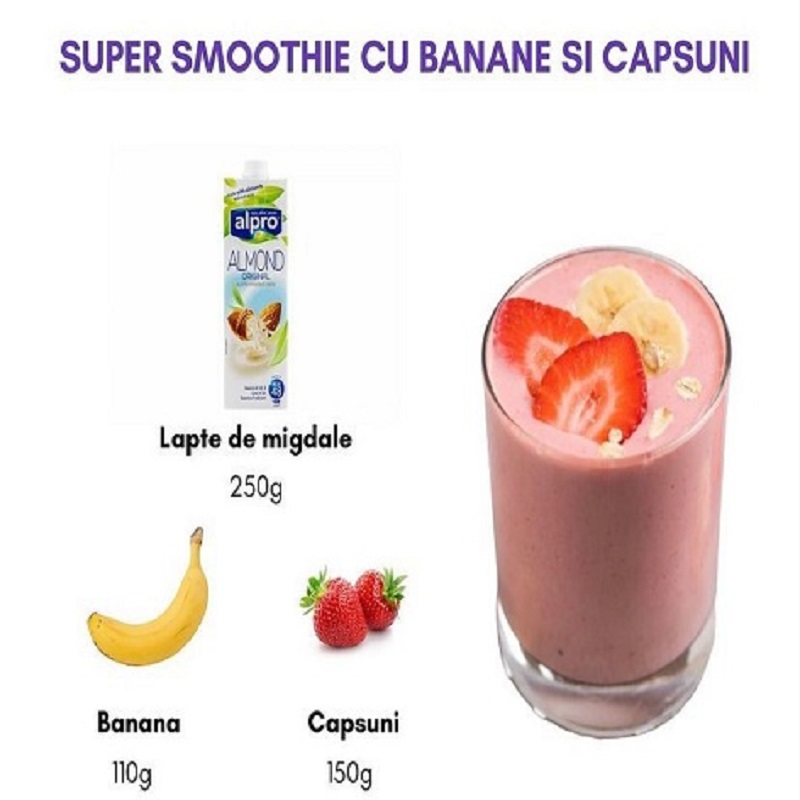 SUPER SMOOTHIE CU BANANE SI CAPSUNI
alpro
ALMOND
ORIGINAL
Lapte de migdale
250g
Banana
Capsuni
110g
150g